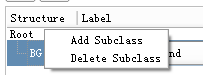 Structure Label
Root
Add Subclass
BG nd
Delete Subclass